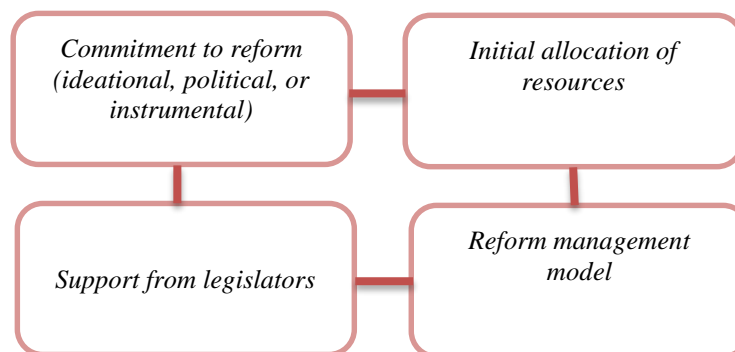 Commitment to reform
(ideational, political, or
instrumental)
Initial allocation of
resources
Support from legislators
Reform management
model